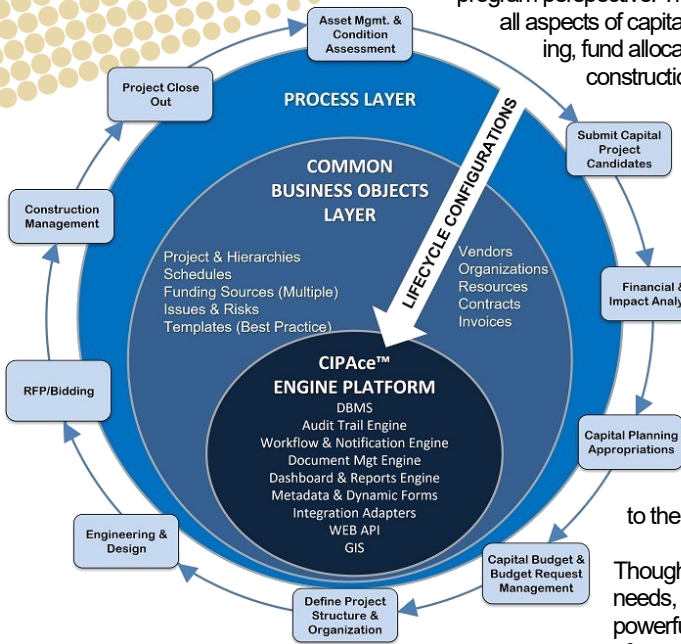 program perspective. Th
all aspects of capita
ing, fund alloca
construction
Asset Mgmt. &
Condition
Assessment
Submit Capital
Project
Candidates
Financial &
Impact Analy
Capital Planning
Appropriations
Capital Budget &
Budget Request
Management
Define Project
Structure &
Organization
Engineering &
Design
RFP/Bidding
Construction
Management
Project Close
Out
PROCESS LAYER
COMMON
BUSINESS OBJECTS
LAYER
Project & Hierarchies
Schedules
Funding Sources (Multiple)
Issues & Risks
Templates (Best Practice)
Vendors
Organizations
Resources
Contracts
Invoices
LIFECYCLE CONFIGURATIONS
CIPAce™
ENGINE PLATFORM
DBMS
Audit Trail Engine
Workflow & Notification Engine
Document Mgt Engine
Dashboard & Reports Engine
Metadata & Dynamic Forms
Integration Adapters
WEB API
GIS
to the
Though
needs,
powerfu